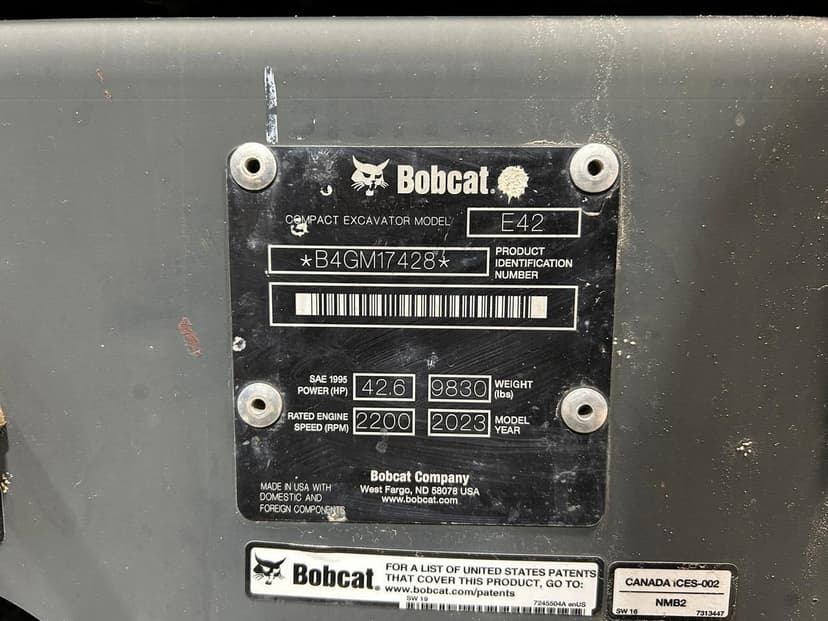 Bobcat.
COMPACT EXCAVATOR MODEL E42
*B4GM17428* PRODUCT IDENTIFICATION NUMBER
SAE 1995 POWER (HP) 42.6 9830 WEIGHT (lbs)
RATED ENGINE SPEED (RPM) 2200 2023 MODEL YEAR
Bobcat Company
West Fargo, ND 58078 USA
www.bobcat.com
MADE IN USA WITH
DOMESTIC AND
FOREIGN COMPONENTS
Bobcat.
FOR A LIST OF UNITED STATES PATENTS
THAT COVER THIS PRODUCT, GO TO:
www.bobcat.com/patents
SW 19 7245504A enUS
CANADA ICES-002
NMB2
SW 16 7313447